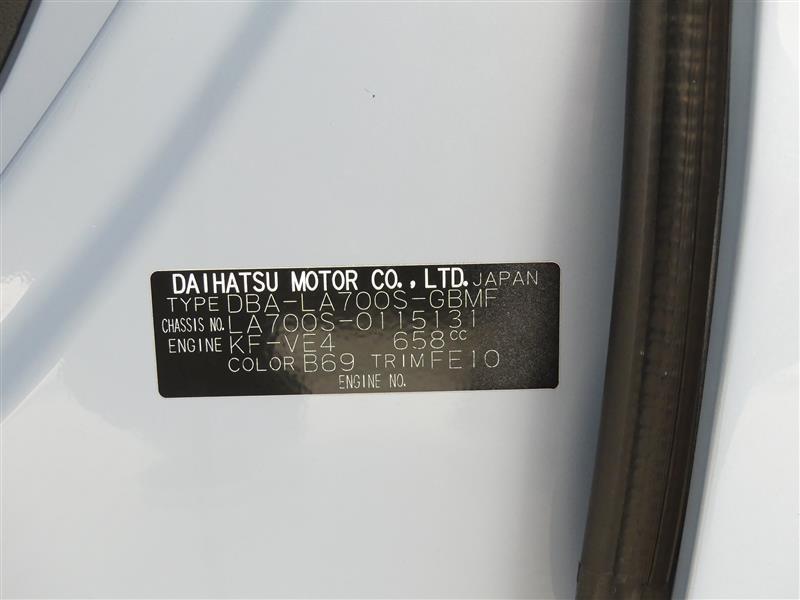 DAIHATSU MOTOR CO., LTD. JAPAN
TYPE DBA-LA700S-GBMF
CHASSIS NO. LA700S-0115131
ENGINE KF-VE4 658cc
COLOR B69 TRIM FE10
ENGINE NO.